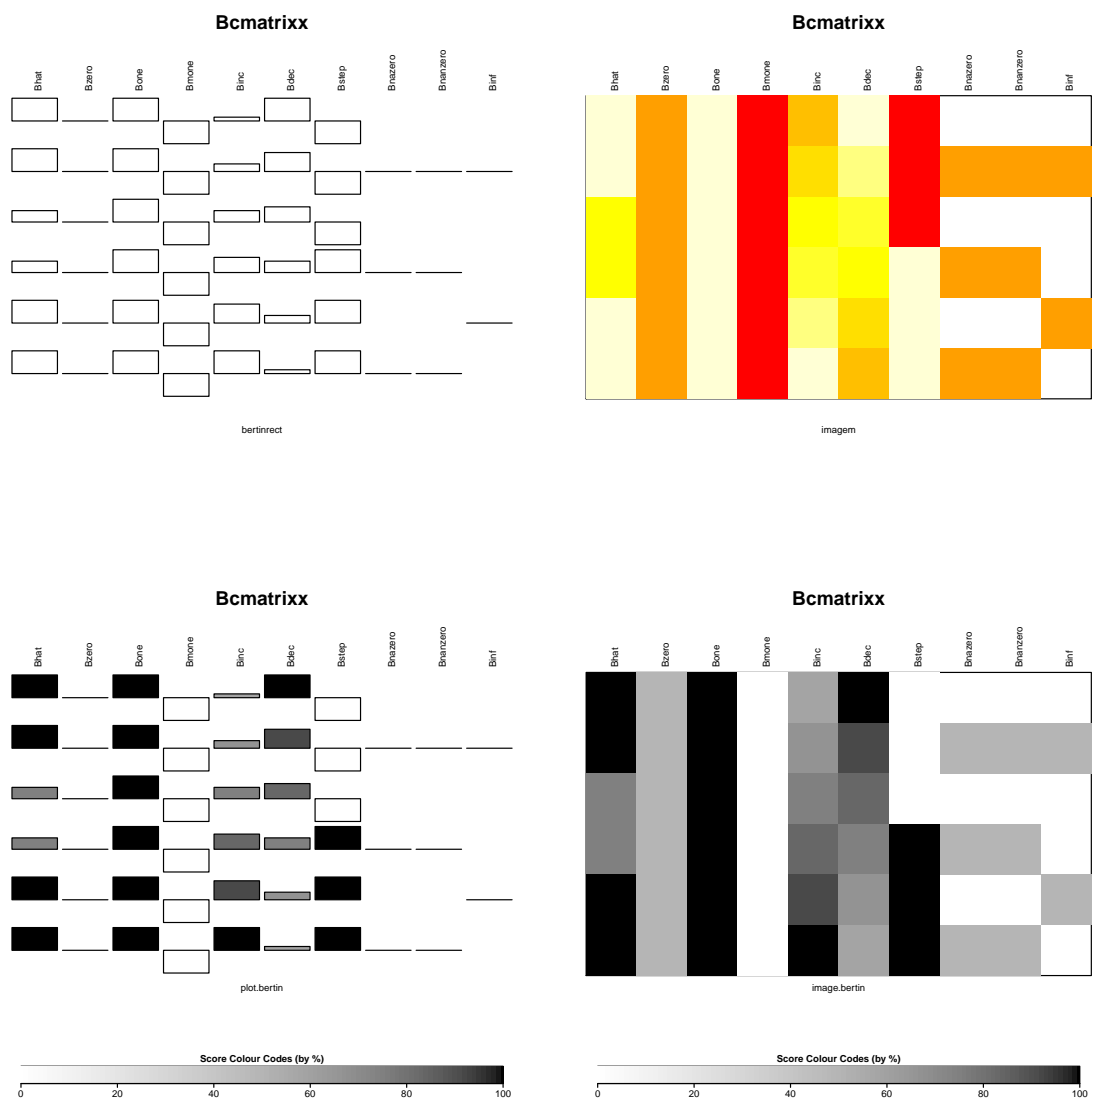 Bcmatrixx
Bhat Bzero Bone Bmone Binc Bdec Bstep Bnazero Bnanzero Binf
bertinrect
Bcmatrixx
Bhat Bzero Bone Bmone Binc Bdec Bstep Bnazero Bnanzero Binf
imagem
Bcmatrixx
Bhat Bzero Bone Bmone Binc Bdec Bstep Bnazero Bnanzero Binf
plot.bertin
Score Colour Codes (by %)
0 20 40 60 80 100
Bcmatrixx
Bhat Bzero Bone Bmone Binc Bdec Bstep Bnazero Bnanzero Binf
image.bertin
Score Colour Codes (by %)
0 20 40 60 80 100